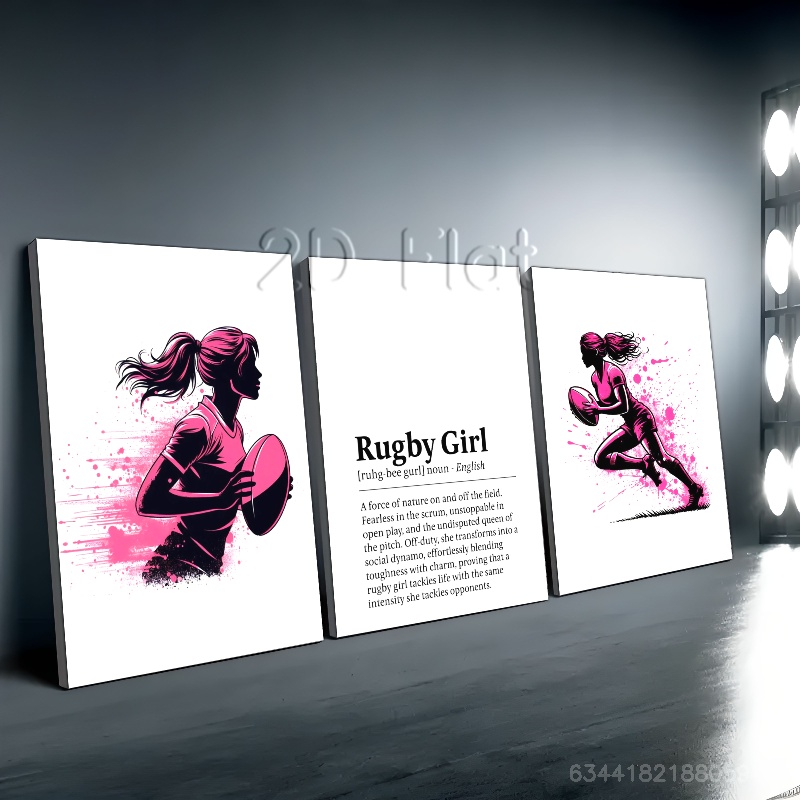 2D Flat
Rugby Girl
[ruhg-bee gurl] noun - English
A force of nature on and off the field.
Fearless in the scrum, unstoppable in
open play, and the undisputed queen of
the pitch. Off-duty, she transforms into a
social dynamo, effortlessly blending
toughness with charm, proving that a
rugby girl tackles life with the same
intensity she tackles opponents.